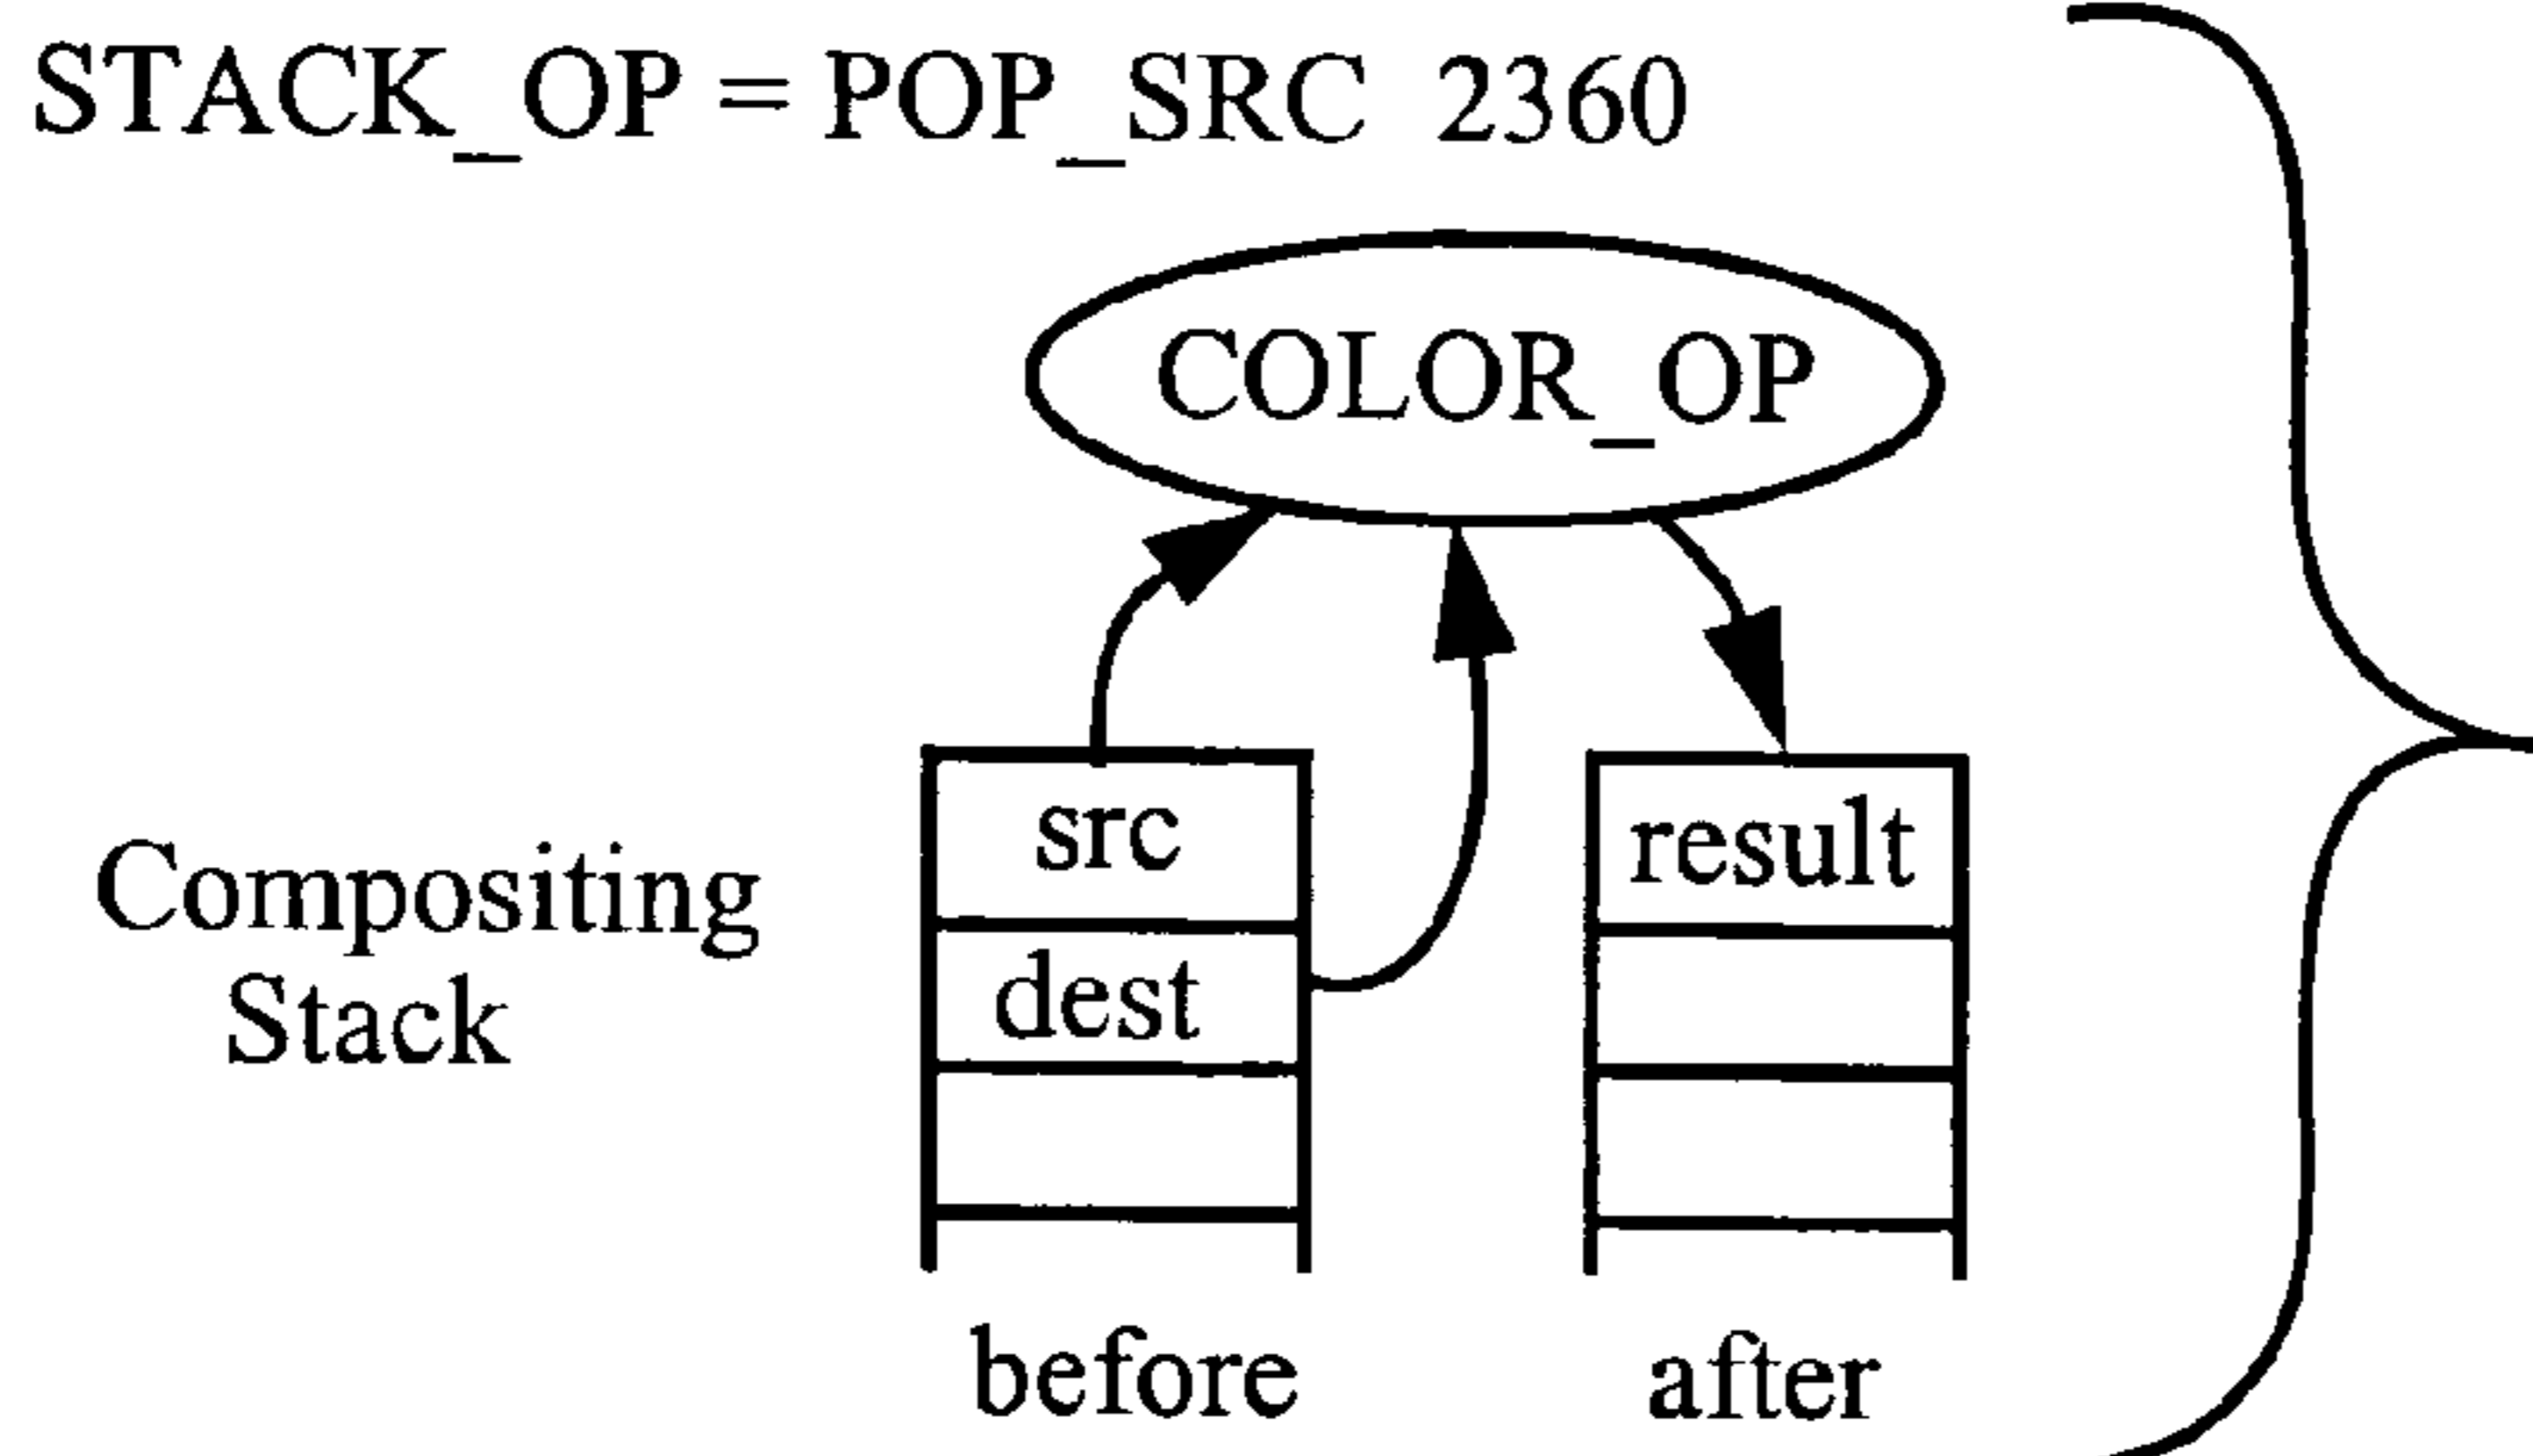 STACK_OP = POP_SRC 2360
COLOR_OP
src
result
dest
Compositing
Stack
before
after